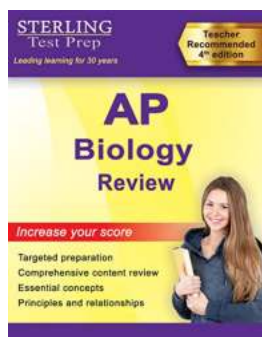 STERLING
Test Prep
Leading learning for 30 years
Teacher
Recommended
4th edition
AP
Biology
Review
Increase your score
Targeted preparation
Comprehensive content review
Essential concepts
Principles and relationships